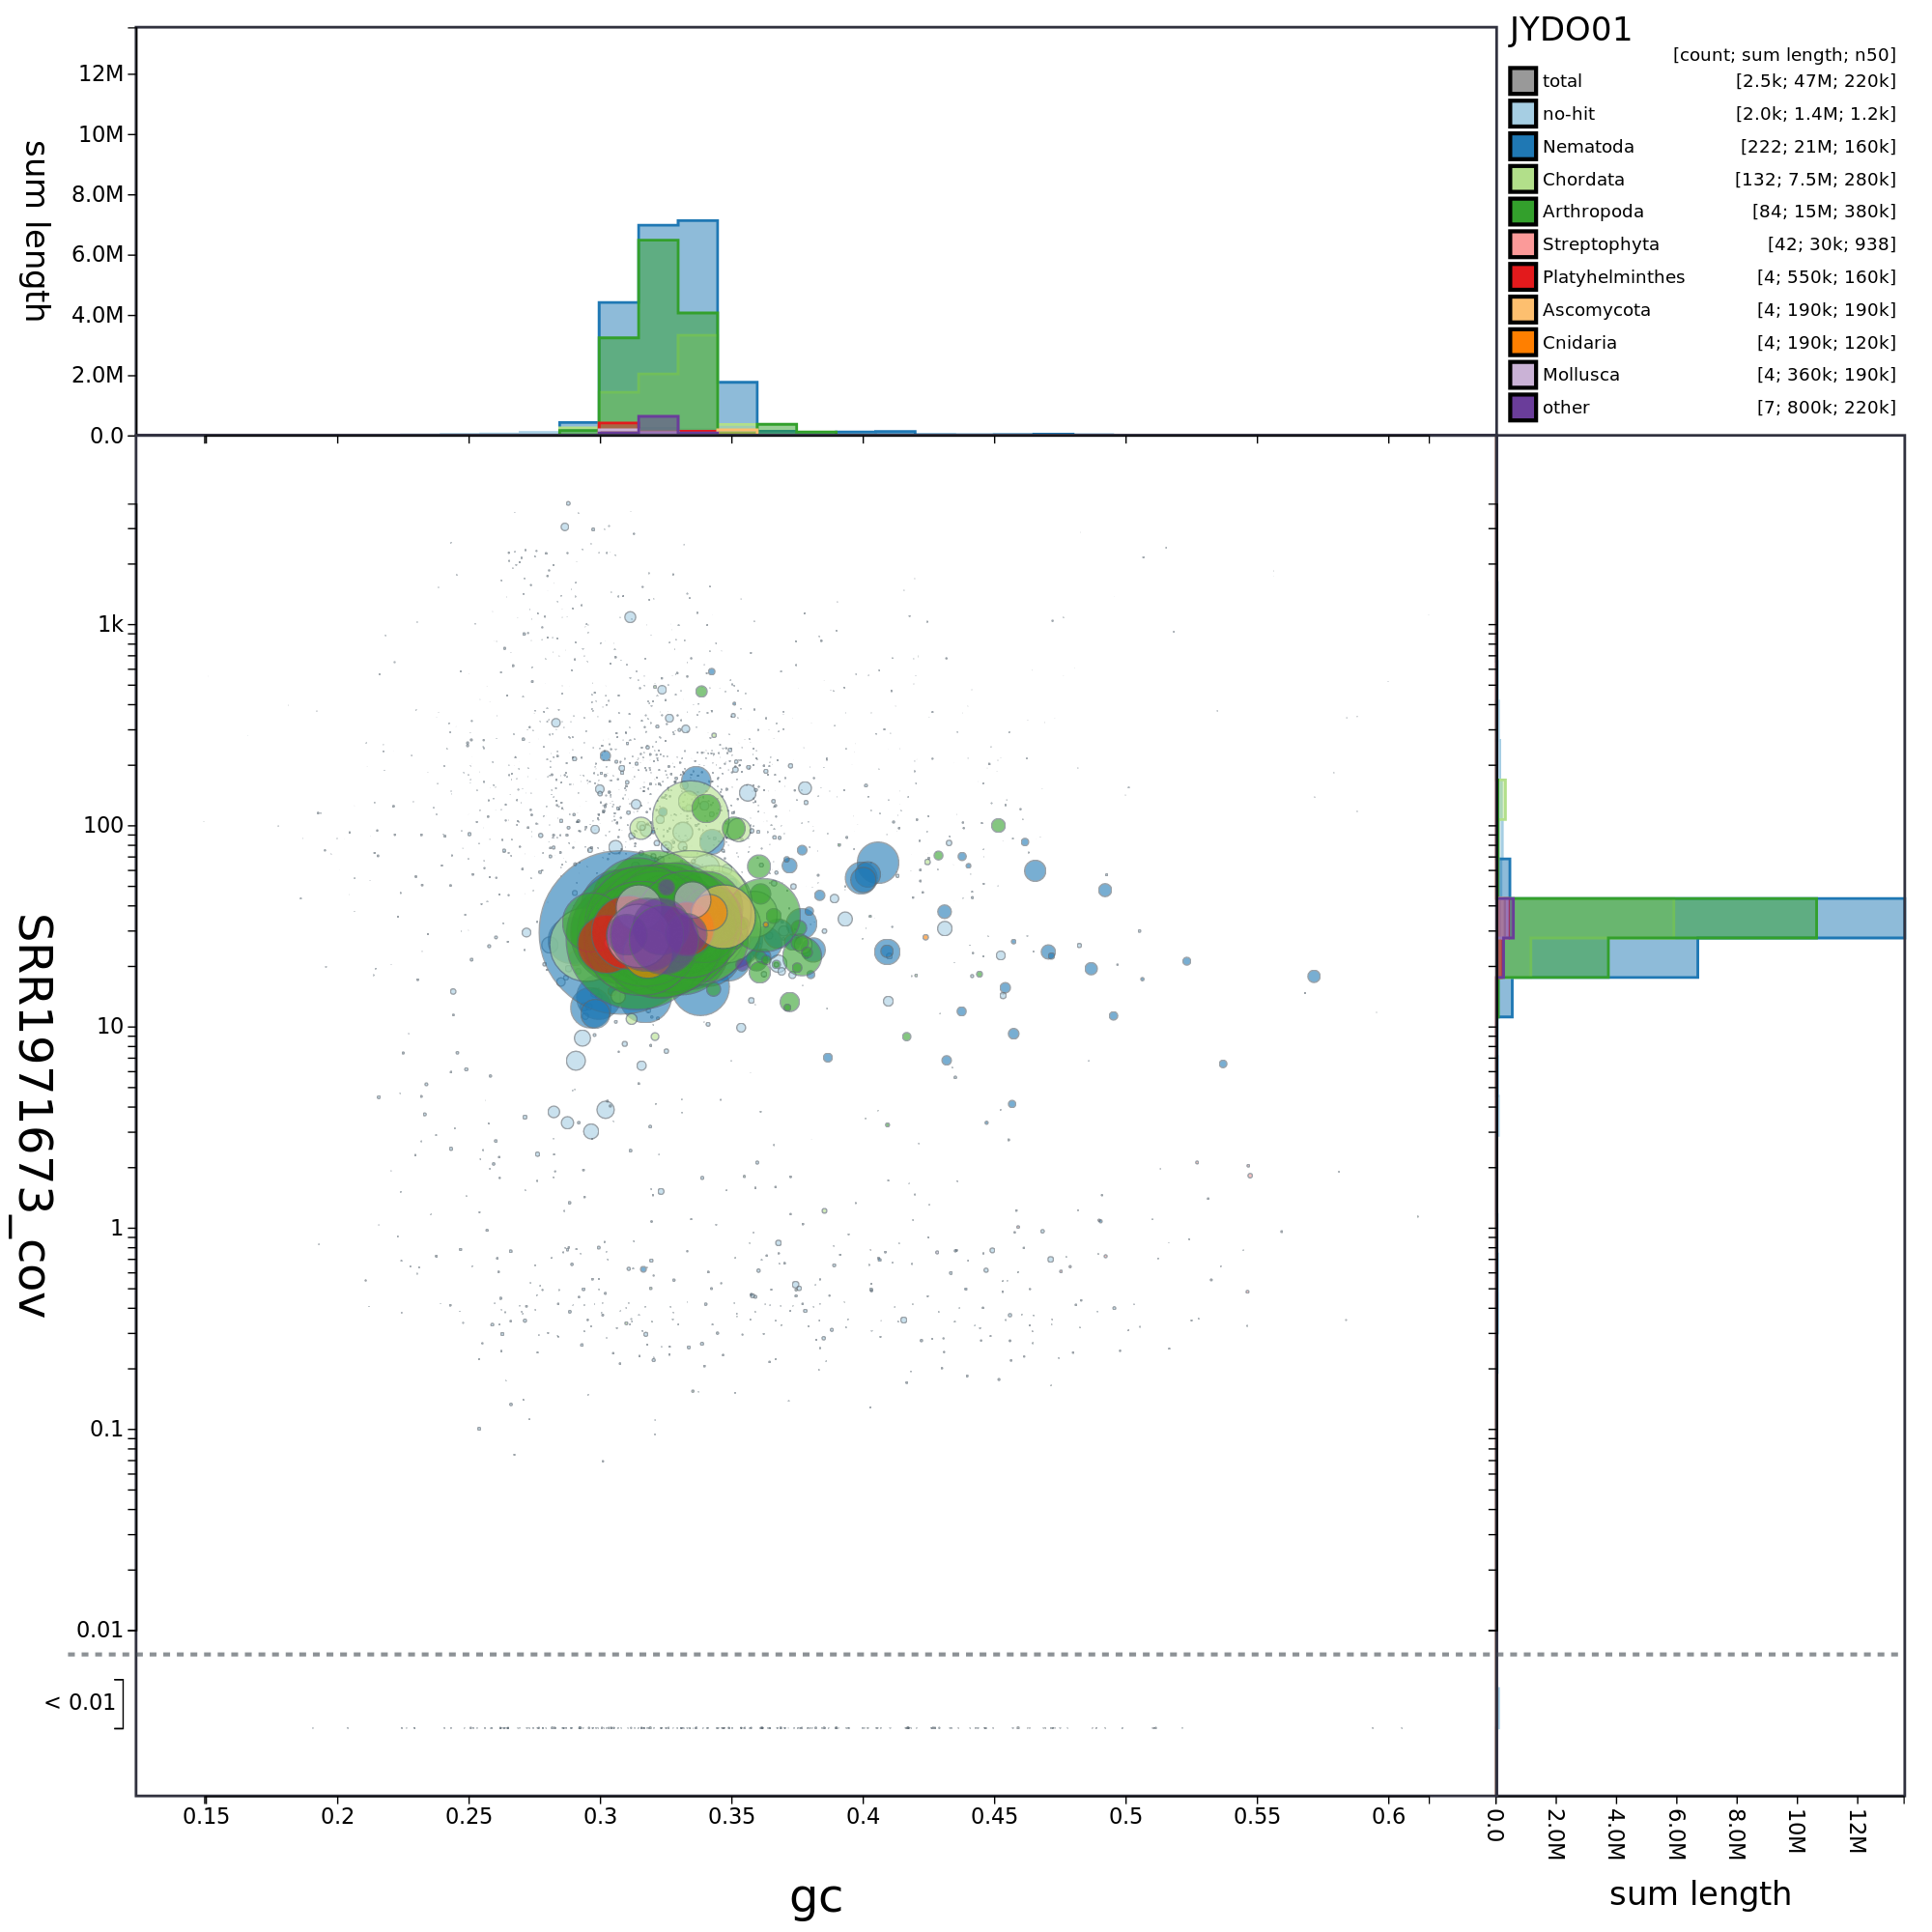 JYDO01
[count; sum length; n50]
total [2.5k; 47M; 220k]
no-hit [2.0k; 1.4M; 1.2k]
Nematoda [222; 21M; 160k]
Chordata [132; 7.5M; 280k]
Arthropoda [84; 15M; 380k]
Streptophyta [42; 30k; 938]
Platyhelminthes [4; 550k; 160k]
Ascomycota [4; 190k; 190k]
Cnidaria [4; 190k; 120k]
Mollusca [4; 360k; 190k]
other [7; 800k; 220k]
sum length
12M
10M
8.0M
6.0M
4.0M
2.0M
0.0
SRR1971673_cov
1k
100
10
1
0.1
0.01
< 0.01
0.15 0.2 0.25 0.3 0.35 0.4 0.45 0.5 0.55 0.6
gc
0.0 2.0M 4.0M 6.0M 8.0M 10M 12M
sum length